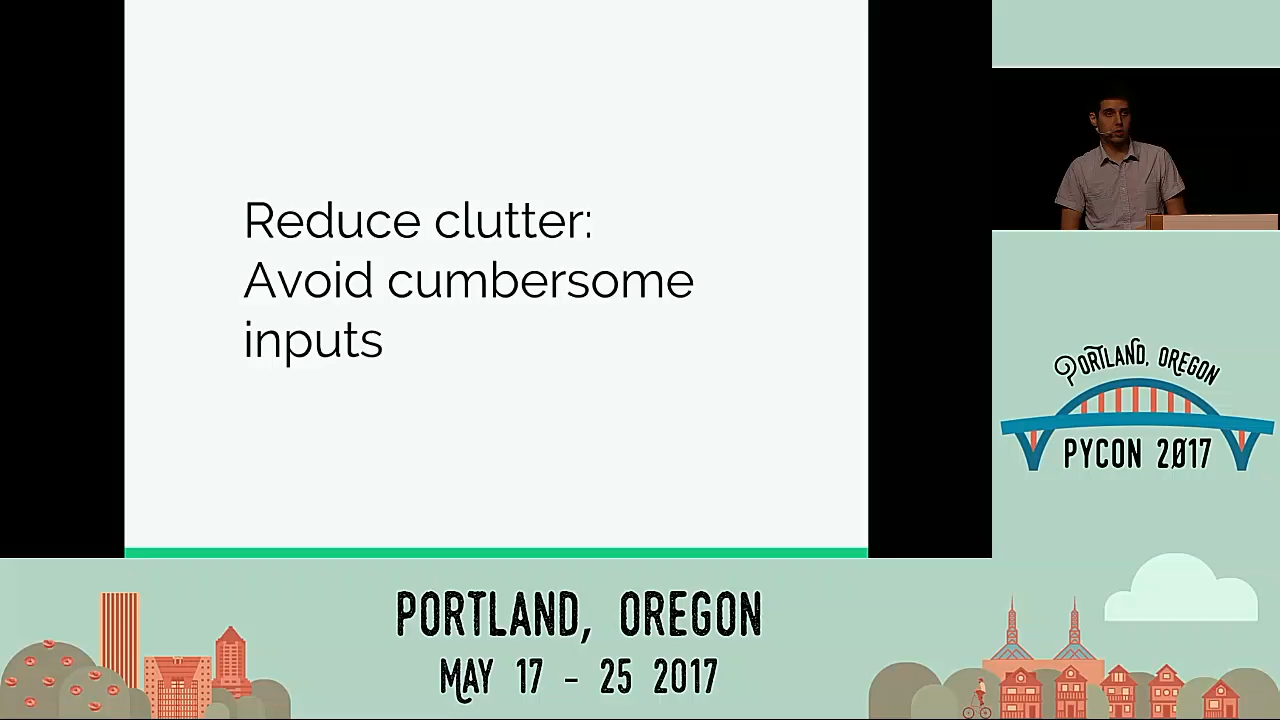 Reduce clutter:
Avoid cumbersome
inputs
PORTLAND, OREGON
PYCON 2017
PORTLAND, OREGON
MAY 17 - 25 2017